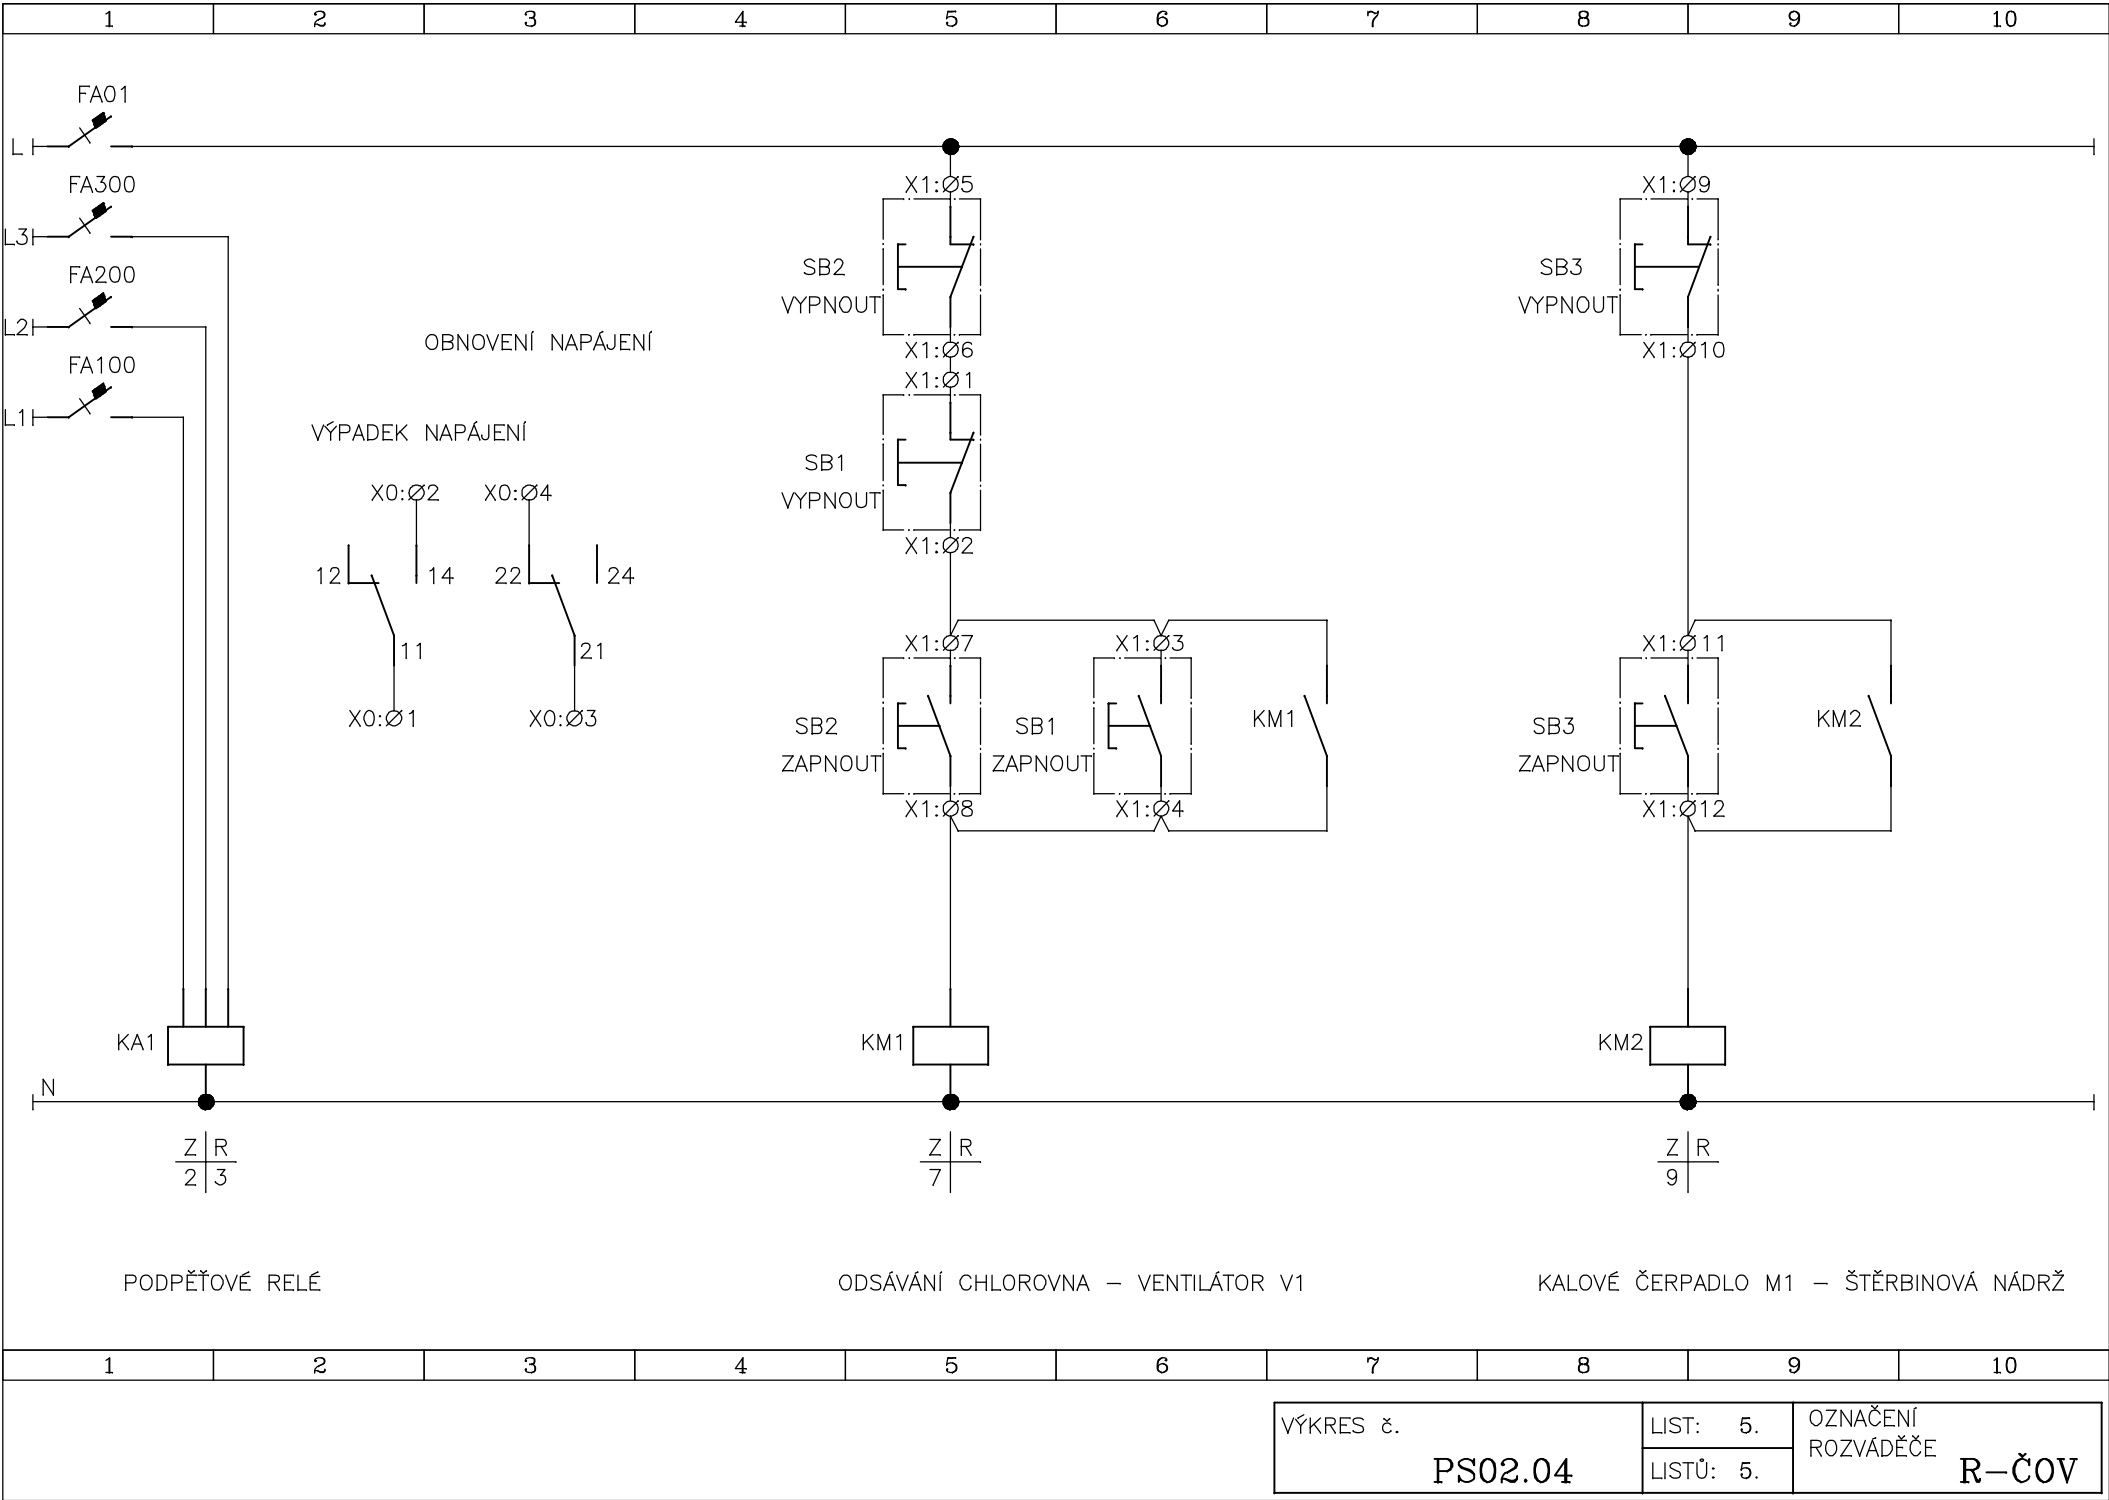 1 2 3 4 5 6 7 8 9 10
FA01
L
FA300
L3
FA200
L2
FA100
L1
OBNOVENÍ NAPÁJENÍ
VÝPADEK NAPÁJENÍ
X0:Ø2 X0:Ø4
12 14 22 24
11 21
X0:Ø1 X0:Ø3
X1:Ø5
SB2
VYPNOUT
X1:Ø6
X1:Ø1
SB1
VYPNOUT
X1:Ø2
X1:Ø7 X1:Ø3
SB2 SB1 KM1
ZAPNOUT ZAPNOUT
X1:Ø8 X1:Ø4
X1:Ø9
SB3
VYPNOUT
X1:Ø10
X1:Ø11
SB3 KM2
ZAPNOUT
X1:Ø12
KA1 KM1 KM2
N
Z R Z R Z R
2 3 7 9
PODPĚŤOVÉ RELÉ ODSÁVÁNÍ CHLOROVNA – VENTILÁTOR V1 KALOVÉ ČERPADLO M1 – ŠTĚRBINOVÁ NÁDRŽ
1 2 3 4 5 6 7 8 9 10
VÝKRES č.
PS02.04
LIST: 5.
LISTŮ: 5.
OZNAČENÍ
ROZVÁDĚČE
R–ČOV